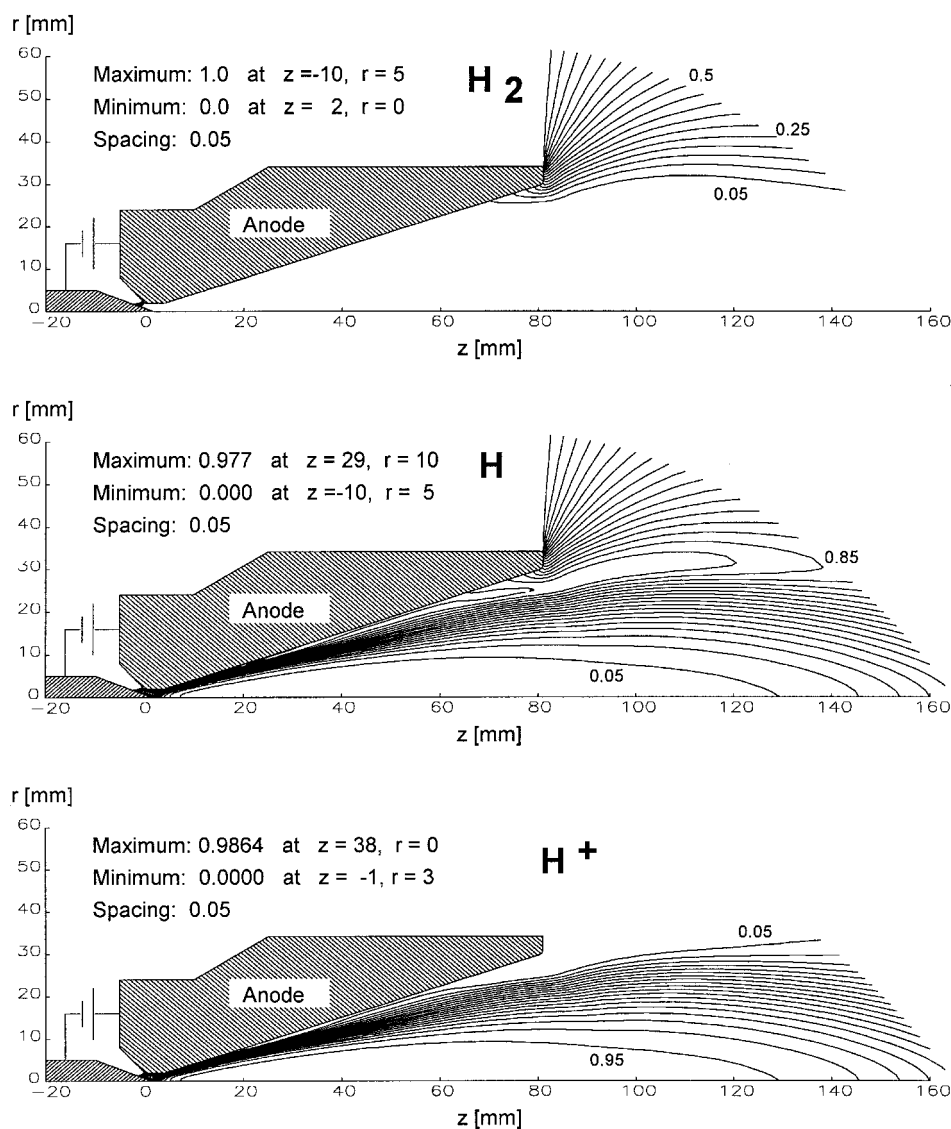 r [mm]
60
50
40
30
20
10
0
Maximum: 1.0 at z =-10, r = 5
Minimum: 0.0 at z = 2, r = 0
Spacing: 0.05
H 2
0.5
0.25
0.05
Anode
−20 0 20 40 60 80 100 120 140 160
z [mm]
r [mm]
60
50
40
30
20
10
0
Maximum: 0.977 at z = 29, r = 10
Minimum: 0.000 at z =-10, r = 5
Spacing: 0.05
H
0.85
Anode
0.05
−20 0 20 40 60 80 100 120 140 160
z [mm]
r [mm]
60
50
40
30
20
10
0
Maximum: 0.9864 at z = 38, r = 0
Minimum: 0.0000 at z = -1, r = 3
Spacing: 0.05
H +
0.05
Anode
0.95
−20 0 20 40 60 80 100 120 140 160
z [mm]